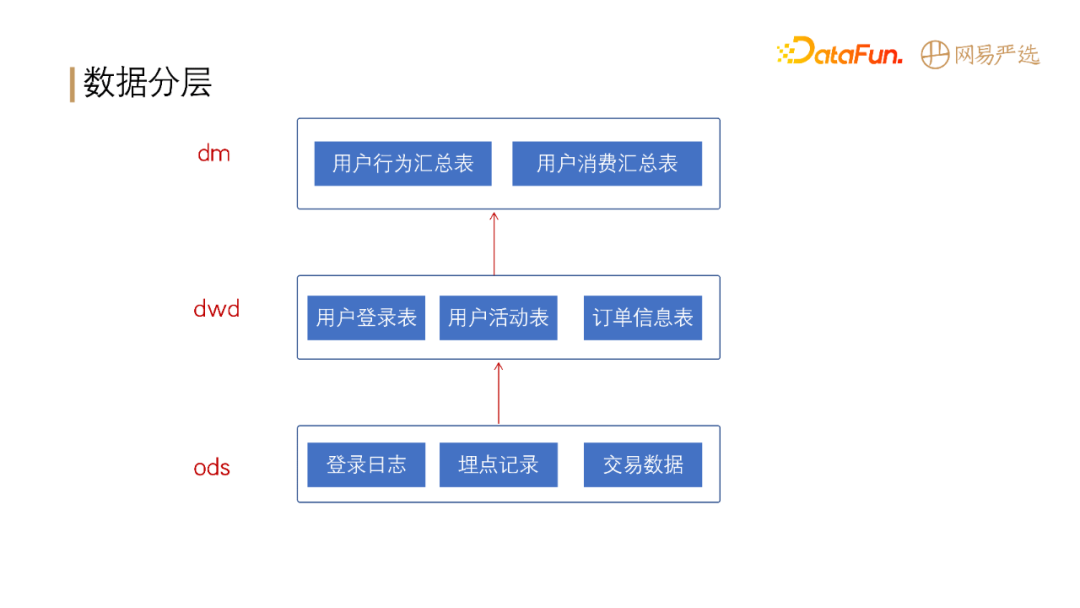 DataFun.
网易严选
数据分层
dm
用户行为汇总表
用户消费汇总表
dwd
用户登录表
用户活动表
订单信息表
ods
登录日志
埋点记录
交易数据